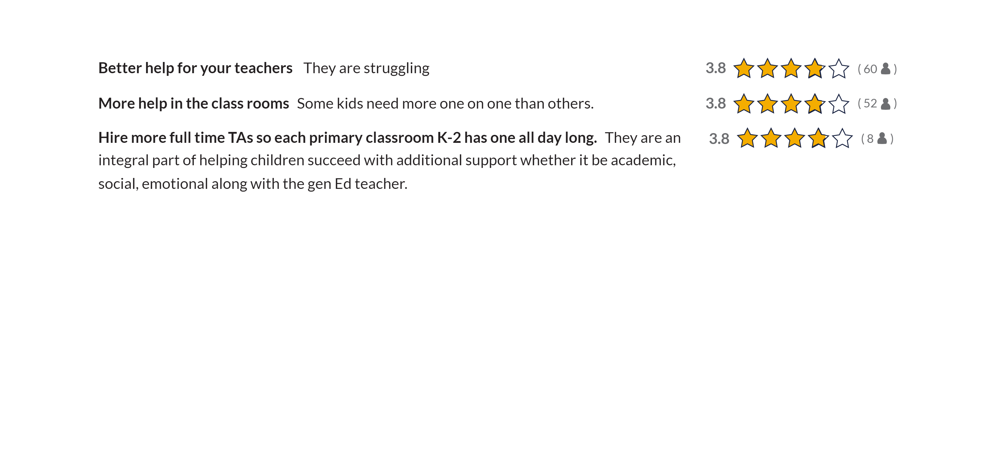 Better help for your teachers They are struggling 3.8 (60)
More help in the class rooms Some kids need more one on one than others. 3.8 (52)
Hire more full time TAs so each primary classroom K-2 has one all day long. They are an 3.8 (8)
integral part of helping children succeed with additional support whether it be academic,
social, emotional along with the gen Ed teacher.